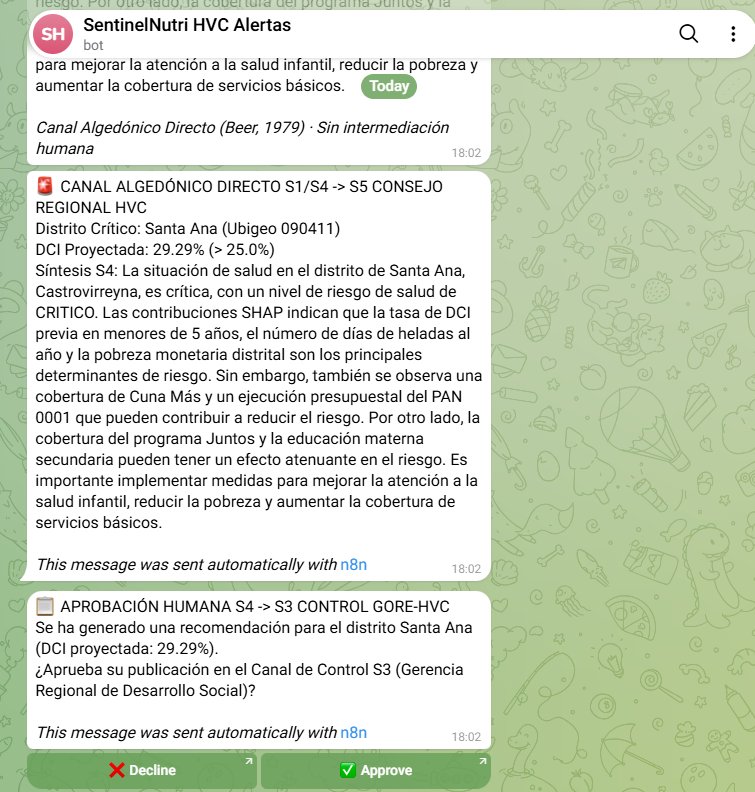 riesgo. Por otro lado, la cobertura del programa Juntos y la
SH
SentinelNutri HVC Alertas
bot
para mejorar la atención a la salud infantil, reducir la pobreza y
aumentar la cobertura de servicios básicos.
Today
Canal Algedónico Directo (Beer, 1979) · Sin intermediación
humana
18:02
🚨 CANAL ALGEDÓNICO DIRECTO S1/S4 -> S5 CONSEJO
REGIONAL HVC
Distrito Crítico: Santa Ana (Ubigeo 090411)
DCI Proyectada: 29.29% (> 25.0%)
Síntesis S4: La situación de salud en el distrito de Santa Ana,
Castrovirreyna, es crítica, con un nivel de riesgo de salud de
CRITICO. Las contribuciones SHAP indican que la tasa de DCI
previa en menores de 5 años, el número de días de heladas al
año y la pobreza monetaria distrital son los principales
determinantes de riesgo. Sin embargo, también se observa una
cobertura de Cuna Más y un ejecución presupuestal del PAN
0001 que pueden contribuir a reducir el riesgo. Por otro lado, la
cobertura del programa Juntos y la educación materna
secundaria pueden tener un efecto atenuante en el riesgo. Es
importante implementar medidas para mejorar la atención a la
salud infantil, reducir la pobreza y aumentar la cobertura de
servicios básicos.
This message was sent automatically with n8n
18:02
📋 APROBACIÓN HUMANA S4 -> S3 CONTROL GORE-HVC
Se ha generado una recomendación para el distrito Santa Ana
(DCI proyectada: 29.29%).
¿Aprueba su publicación en el Canal de Control S3 (Gerencia
Regional de Desarrollo Social)?
This message was sent automatically with n8n
18:02
❌ Decline
✅ Approve